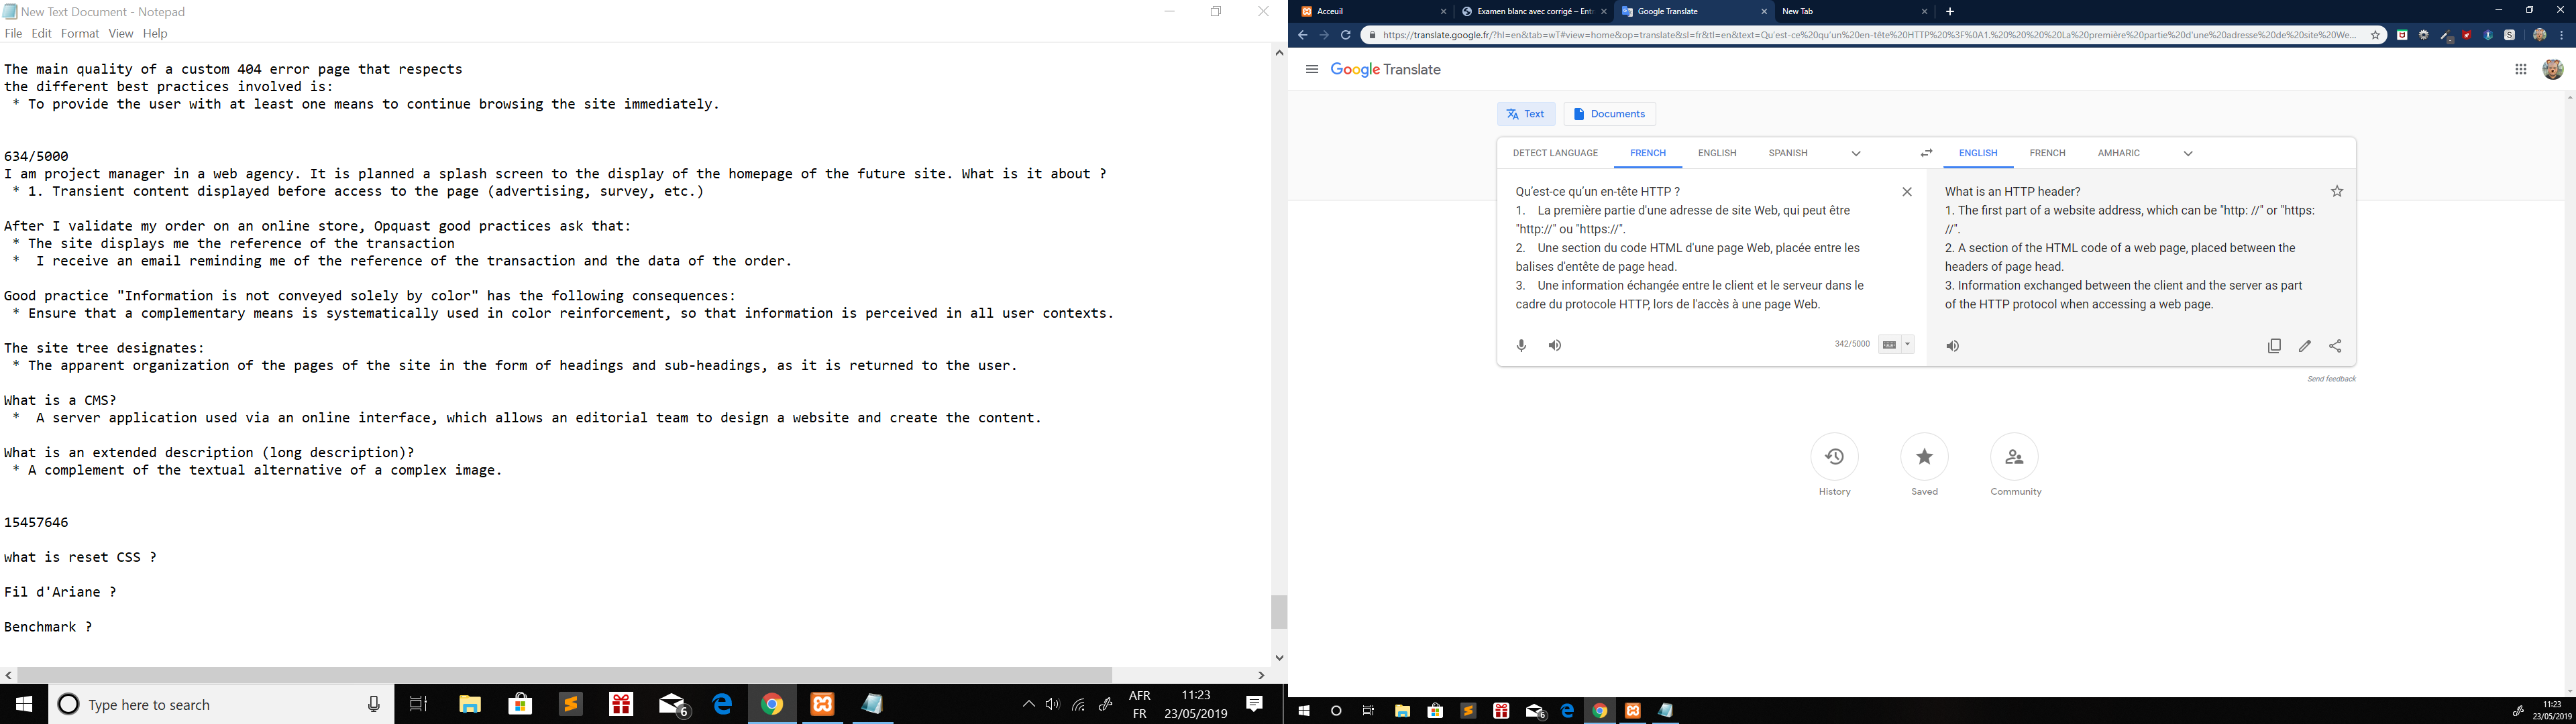 New Text Document - Notepad
File Edit Format View Help
The main quality of a custom 404 error page that respects
the different best practices involved is:
* To provide the user with at least one means to continue browsing the site immediately.
634/5000
I am project manager in a web agency. It is planned a splash screen to the display of the homepage of the future site. What is it about ?
* 1. Transient content displayed before access to the page (advertising, survey, etc.)
After I validate my order on an online store, Opquast good practices ask that:
* The site displays me the reference of the transaction
*  I receive an email reminding me of the reference of the transaction and the data of the order.
Good practice "Information is not conveyed solely by color" has the following consequences:
* Ensure that a complementary means is systematically used in color reinforcement, so that information is perceived in all user contexts.
The site tree designates:
* The apparent organization of the pages of the site in the form of headings and sub-headings, as it is returned to the user.
What is a CMS?
*  A server application used via an online interface, which allows an editorial team to design a website and create the content.
What is an extended description (long description)?
* A complement of the textual alternative of a complex image.
15457646
what is reset CSS ?
Fil d'Ariane ?
Benchmark ?
Type here to search
6
AFR
FR
11:23
23/05/2019
Acceuil
Examen blanc avec corrigé – Ent
Google Translate
New Tab
https://translate.google.fr/?hl=en&tab=wT#view=home&op=translate&sl=fr&tl=en&text=Qu'est-ce%20qu'un%20en-tête%20HTTP%20%3F%0A1.%20%20%20%20La%20première%20partie%20d'une%20adresse%20de%20site%20We...
Google Translate
Text Documents
DETECT LANGUAGE FRENCH ENGLISH SPANISH
ENGLISH FRENCH AMHARIC
Qu'est-ce qu'un en-tête HTTP ?
1. La première partie d'une adresse de site Web, qui peut être
"http://" ou "https://".
2. Une section du code HTML d'une page Web, placée entre les
balises d'entête de page head.
3. Une information échangée entre le client et le serveur dans le
cadre du protocole HTTP, lors de l'accès à une page Web.
342/5000
What is an HTTP header?
1. The first part of a website address, which can be "http: //" or "https:
//".
2. A section of the HTML code of a web page, placed between the
headers of page head.
3. Information exchanged between the client and the server as part
of the HTTP protocol when accessing a web page.
Send feedback
History Saved Community
6
11:23
23/05/2019